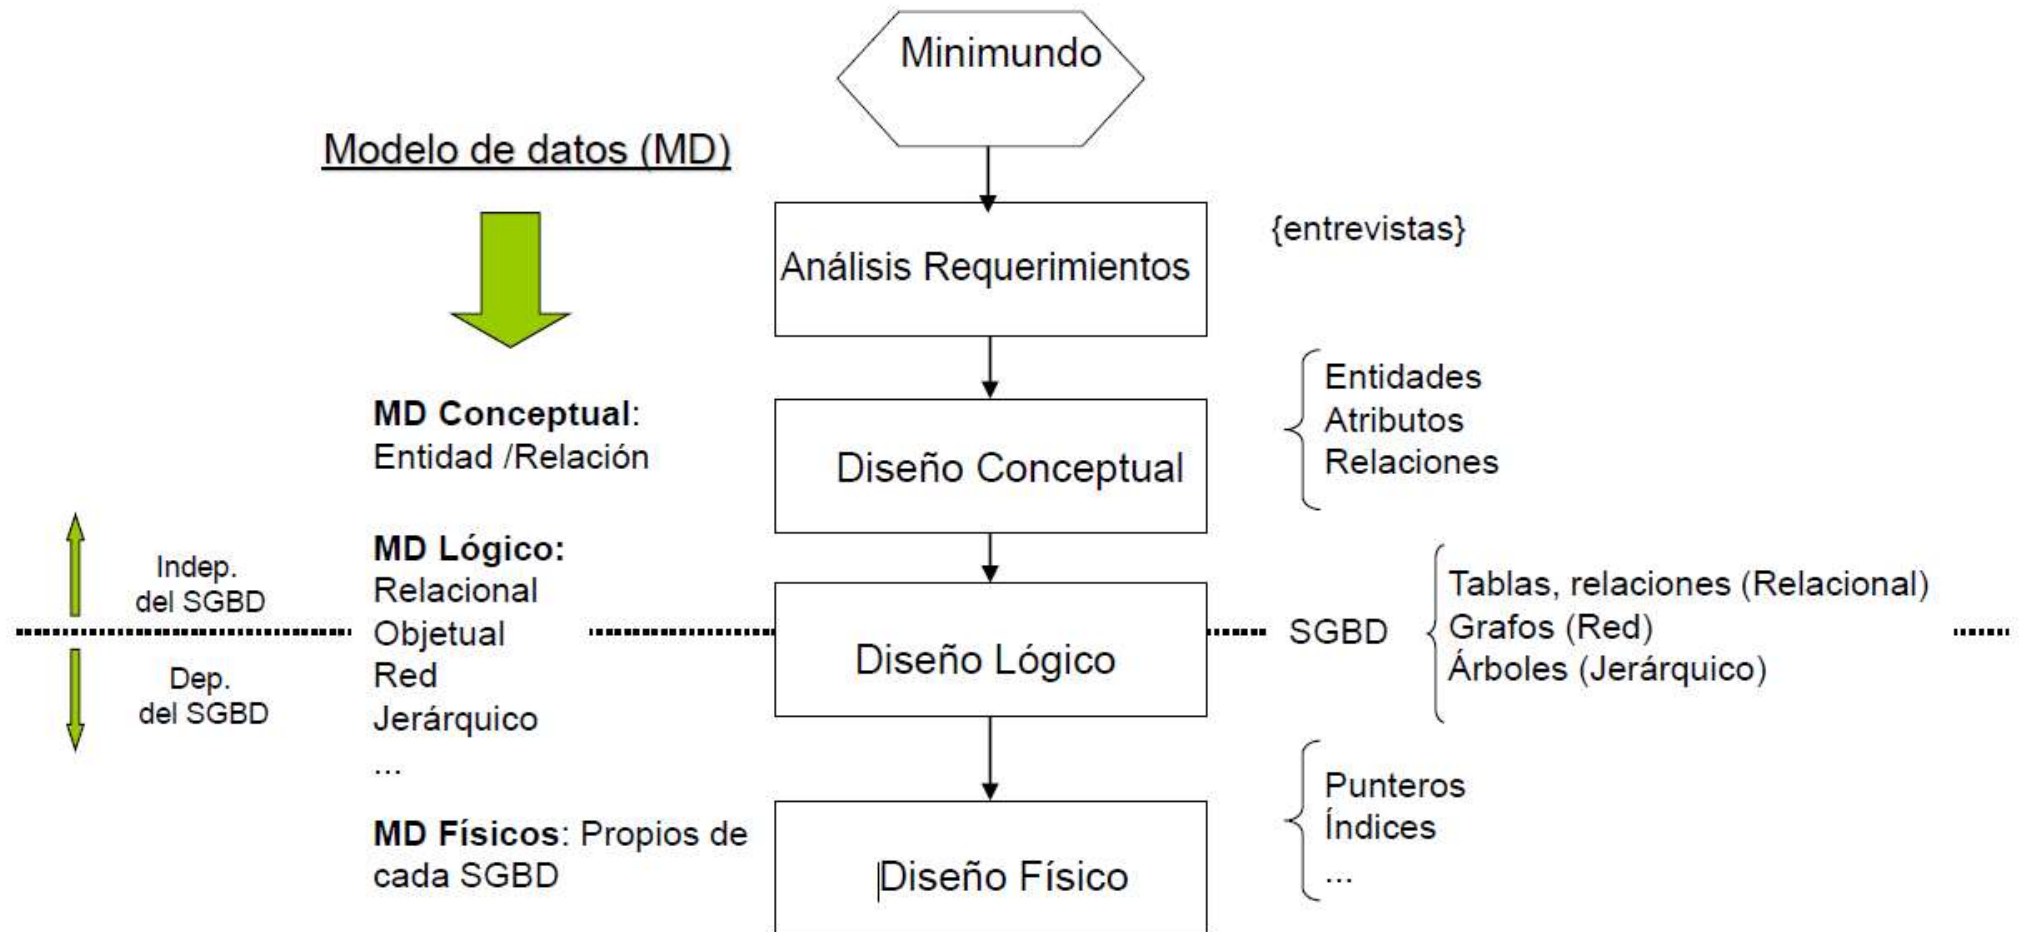 Minimundo
Modelo de datos (MD)
Análisis Requerimientos
{entrevistas}
MD Conceptual:
Entidad /Relación
Diseño Conceptual
Entidades
Atributos
Relaciones
Indep.
del SGBD
Dep.
del SGBD
MD Lógico:
Relacional
Objetual
Red
Jerárquico
...
Diseño Lógico
SGBD
Tablas, relaciones (Relacional)
Grafos (Red)
Árboles (Jerárquico)
MD Físicos: Propios de
cada SGBD
Diseño Físico
Punteros
Índices
...